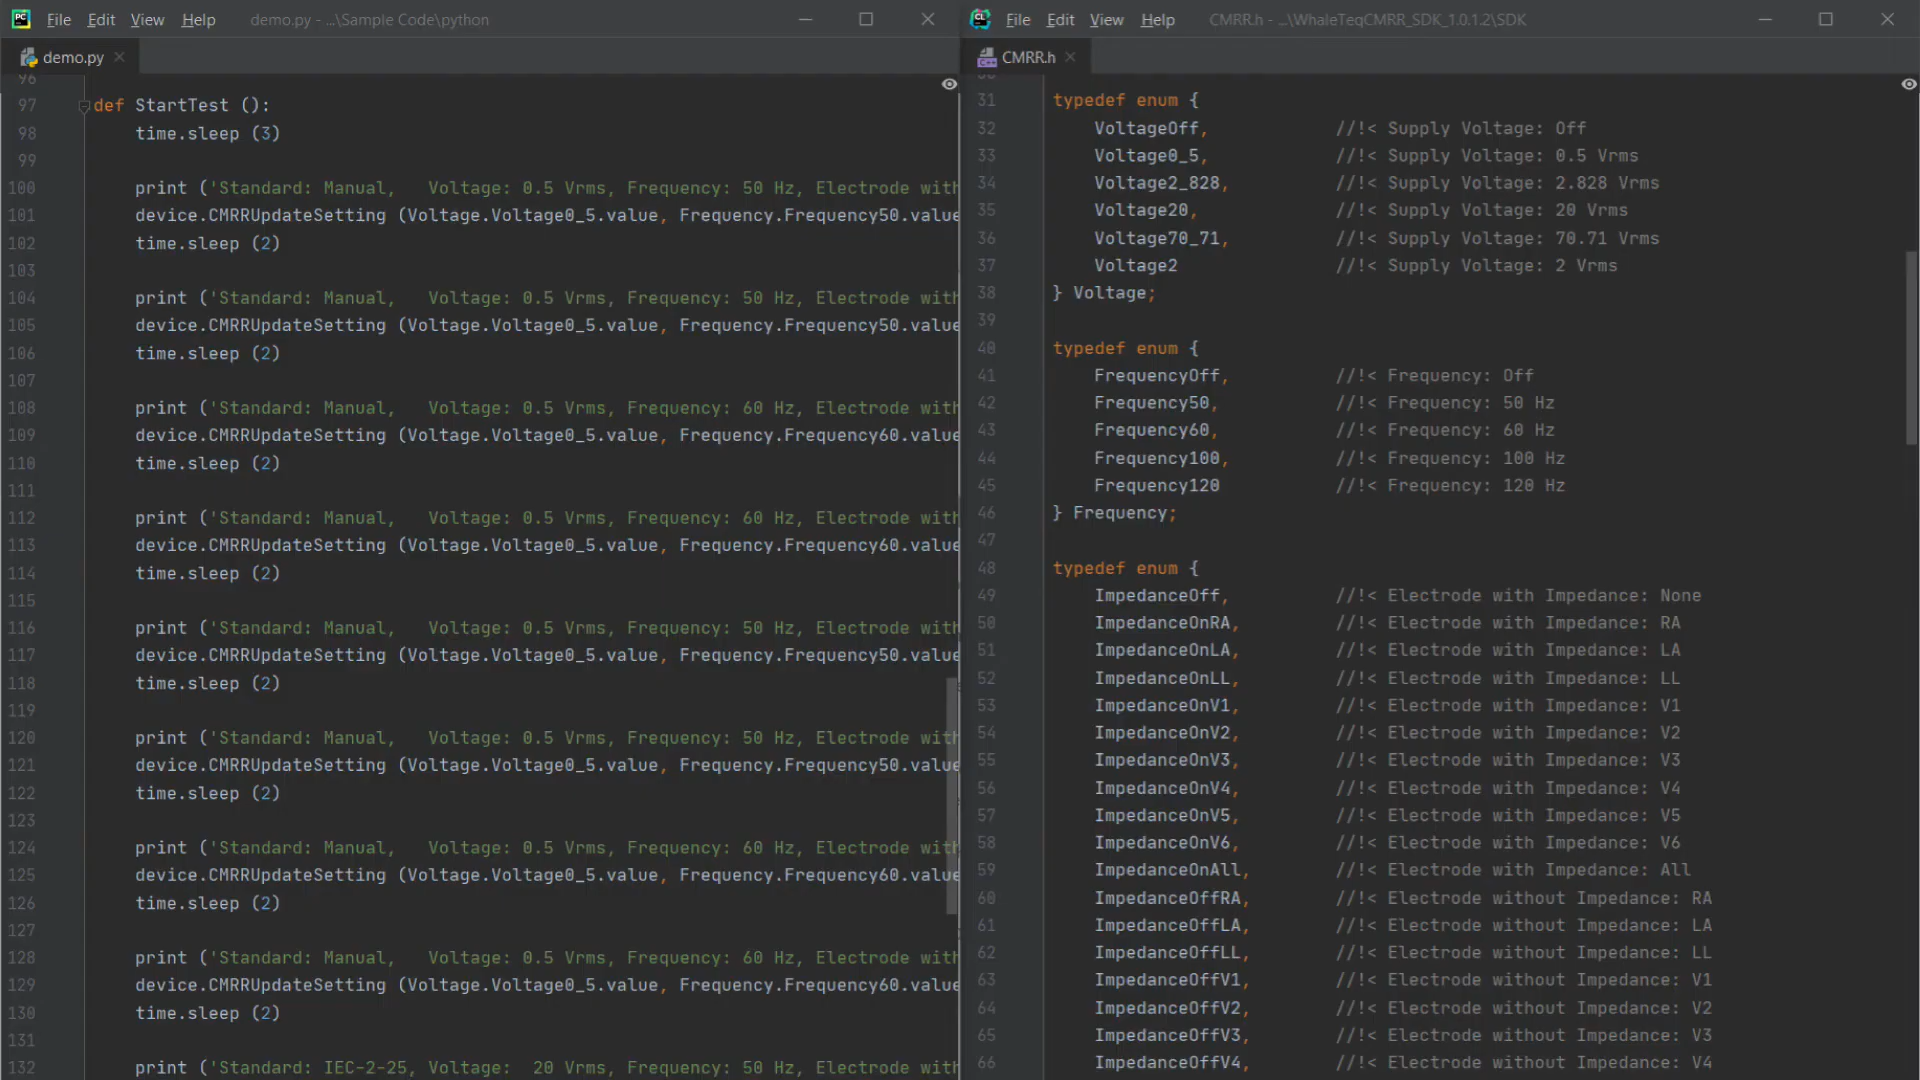 PC File Edit View Help demo.py - ...\Sample Code\python
demo.py
96
97 def StartTest ():
98 time.sleep (3)
99
100 print ('Standard: Manual,   Voltage: 0.5 Vrms, Frequency: 50 Hz, Electrode with
101 device.CMRRUpdateSetting (Voltage.Voltage0_5.value, Frequency.Frequency50.value
102 time.sleep (2)
103
104 print ('Standard: Manual,   Voltage: 0.5 Vrms, Frequency: 50 Hz, Electrode with
105 device.CMRRUpdateSetting (Voltage.Voltage0_5.value, Frequency.Frequency50.value
106 time.sleep (2)
107
108 print ('Standard: Manual,   Voltage: 0.5 Vrms, Frequency: 60 Hz, Electrode with
109 device.CMRRUpdateSetting (Voltage.Voltage0_5.value, Frequency.Frequency60.value
110 time.sleep (2)
111
112 print ('Standard: Manual,   Voltage: 0.5 Vrms, Frequency: 60 Hz, Electrode with
113 device.CMRRUpdateSetting (Voltage.Voltage0_5.value, Frequency.Frequency60.value
114 time.sleep (2)
115
116 print ('Standard: Manual,   Voltage: 0.5 Vrms, Frequency: 50 Hz, Electrode with
117 device.CMRRUpdateSetting (Voltage.Voltage0_5.value, Frequency.Frequency50.value
118 time.sleep (2)
119
120 print ('Standard: Manual,   Voltage: 0.5 Vrms, Frequency: 50 Hz, Electrode with
121 device.CMRRUpdateSetting (Voltage.Voltage0_5.value, Frequency.Frequency50.value
122 time.sleep (2)
123
124 print ('Standard: Manual,   Voltage: 0.5 Vrms, Frequency: 60 Hz, Electrode with
125 device.CMRRUpdateSetting (Voltage.Voltage0_5.value, Frequency.Frequency60.value
126 time.sleep (2)
127
128 print ('Standard: Manual,   Voltage: 0.5 Vrms, Frequency: 60 Hz, Electrode with
129 device.CMRRUpdateSetting (Voltage.Voltage0_5.value, Frequency.Frequency60.value
130 time.sleep (2)
131
132 print ('Standard: IEC-2-25, Voltage:  20 Vrms, Frequency: 50 Hz, Electrode with
CL File Edit View Help CMRR.h - ...\WhaleTeqCMRR_SDK_1.0.1.2\SDK
CMRR.h
31 typedef enum {
32 VoltageOff, //!< Supply Voltage: Off
33 Voltage0_5, //!< Supply Voltage: 0.5 Vrms
34 Voltage2_828, //!< Supply Voltage: 2.828 Vrms
35 Voltage20, //!< Supply Voltage: 20 Vrms
36 Voltage70_71, //!< Supply Voltage: 70.71 Vrms
37 Voltage2 //!< Supply Voltage: 2 Vrms
38 } Voltage;
39
40 typedef enum {
41 FrequencyOff, //!< Frequency: Off
42 Frequency50, //!< Frequency: 50 Hz
43 Frequency60, //!< Frequency: 60 Hz
44 Frequency100, //!< Frequency: 100 Hz
45 Frequency120 //!< Frequency: 120 Hz
46 } Frequency;
47
48 typedef enum {
49 ImpedanceOff, //!< Electrode with Impedance: None
50 ImpedanceOnRA, //!< Electrode with Impedance: RA
51 ImpedanceOnLA, //!< Electrode with Impedance: LA
52 ImpedanceOnLL, //!< Electrode with Impedance: LL
53 ImpedanceOnV1, //!< Electrode with Impedance: V1
54 ImpedanceOnV2, //!< Electrode with Impedance: V2
55 ImpedanceOnV3, //!< Electrode with Impedance: V3
56 ImpedanceOnV4, //!< Electrode with Impedance: V4
57 ImpedanceOnV5, //!< Electrode with Impedance: V5
58 ImpedanceOnV6, //!< Electrode with Impedance: V6
59 ImpedanceOnAll, //!< Electrode with Impedance: All
60 ImpedanceOffRA, //!< Electrode without Impedance: RA
61 ImpedanceOffLA, //!< Electrode without Impedance: LA
62 ImpedanceOffLL, //!< Electrode without Impedance: LL
63 ImpedanceOffV1, //!< Electrode without Impedance: V1
64 ImpedanceOffV2, //!< Electrode without Impedance: V2
65 ImpedanceOffV3, //!< Electrode without Impedance: V3
66 ImpedanceOffV4, //!< Electrode without Impedance: V4